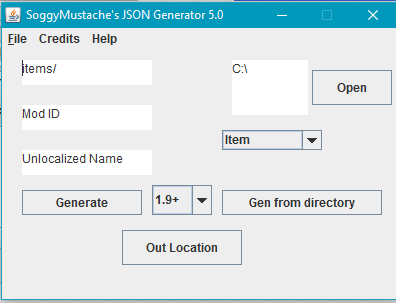 SoggyMustache's JSON Generator 5.0
File Credits Help
items/
C:\
Open
Mod ID
Item
Unlocalized Name
Generate
1.9+
Gen from directory
Out Location